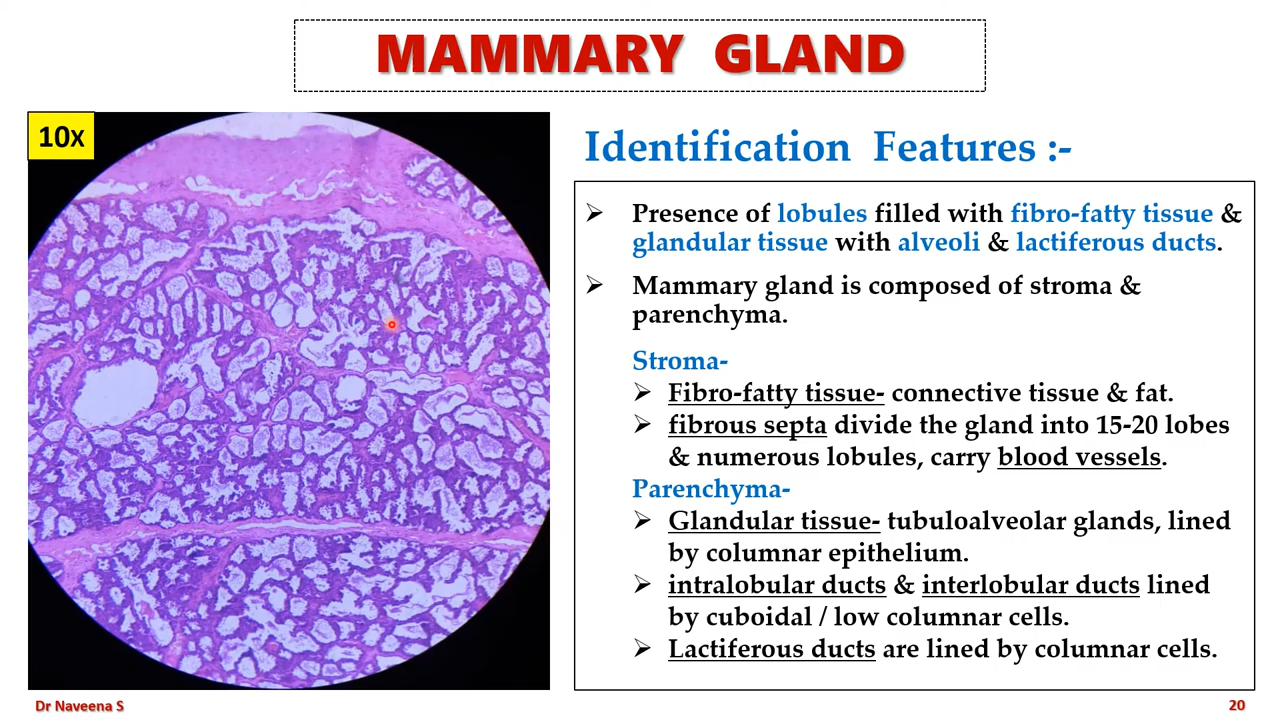 MAMMARY GLAND
10X
Identification Features :-
➢ Presence of lobules filled with fibro-fatty tissue &
glandular tissue with alveoli & lactiferous ducts.
➢ Mammary gland is composed of stroma &
parenchyma.
Stroma-
➢ Fibro-fatty tissue- connective tissue & fat.
➢ fibrous septa divide the gland into 15-20 lobes
& numerous lobules, carry blood vessels.
Parenchyma-
➢ Glandular tissue- tubuloalveolar glands, lined
by columnar epithelium.
➢ intralobular ducts & interlobular ducts lined
by cuboidal / low columnar cells.
➢ Lactiferous ducts are lined by columnar cells.
Dr Naveena S
20